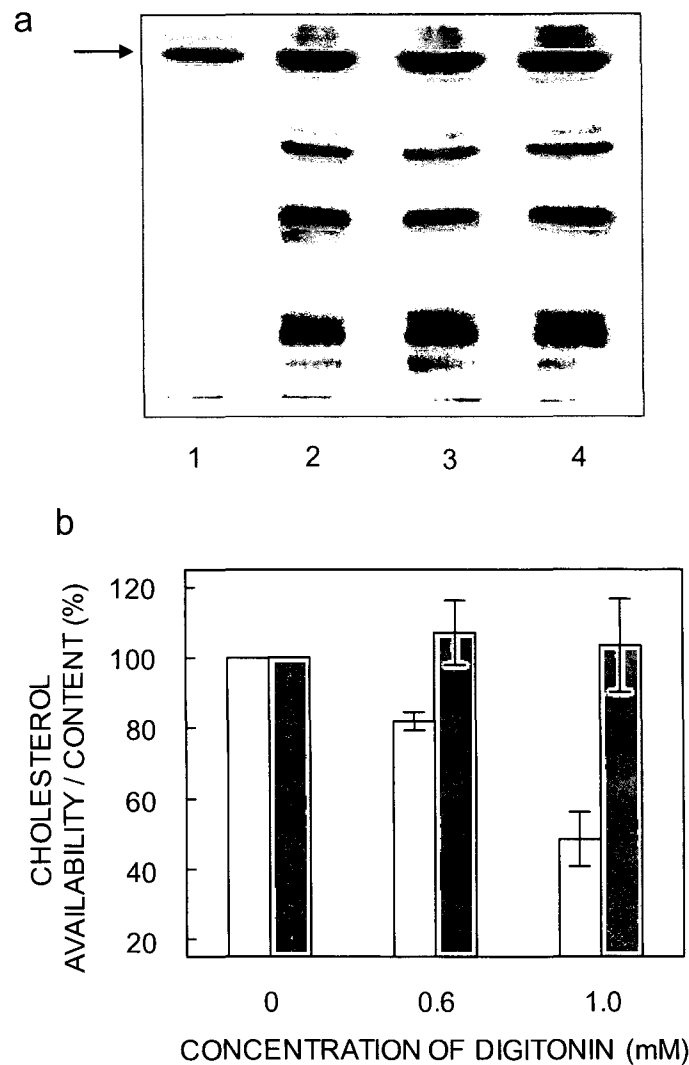 a
1 2 3 4
b
CHOLESTEROL
AVAILABILITY / CONTENT (%)
120
100
80
60
40
20
0 0.6 1.0
CONCENTRATION OF DIGITONIN (mM)